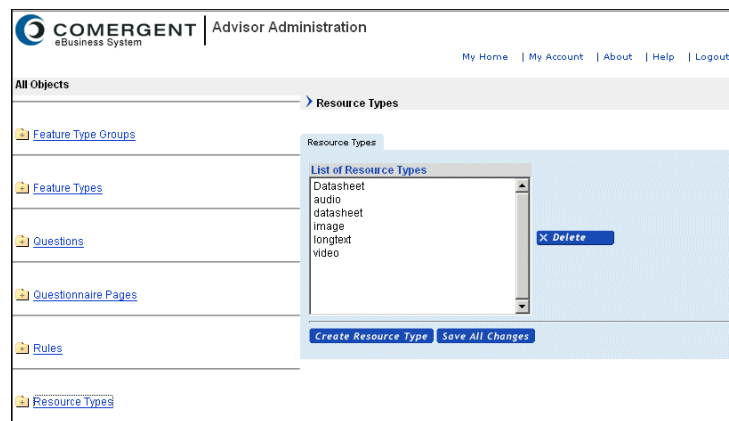 COMERGENT
eBusiness System
Advisor Administration
My Home | My Account | About | Help | Logout
All Objects
Resource Types
Feature Type Groups
Resource Types
List of Resource Types
Datasheet
audio
datasheet
image
longtext
video
Feature Types
X Delete
Questions
Questionnaire Pages
Create Resource Type
Save All Changes
Rules
Resource Types